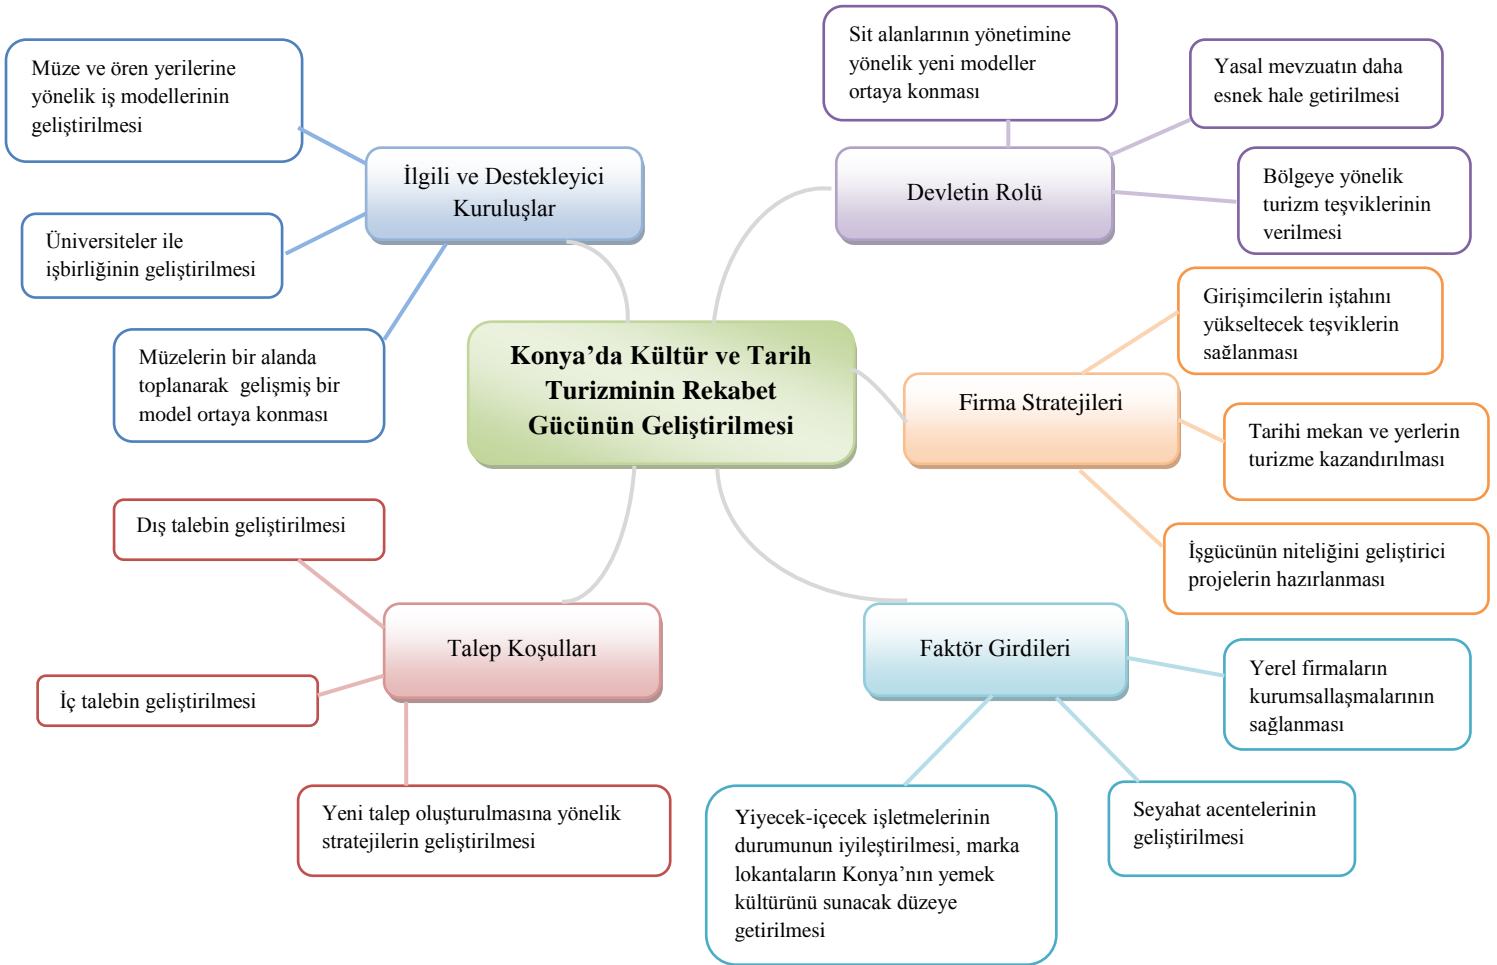 Sit alanlarının yönetimine
yönelik yeni modeller
ortaya konması
Müze ve ören yerilerine
yönelik iş modellerinin
geliştirilmesi
Yasal mevzuatın daha
esnek hale getirilmesi
İlgili ve Destekleyici
Kuruluşlar
Devletin Rolü
Bölgeye yönelik
turizm teşviklerinin
verilmesi
Üniversiteler ile
işbirliğinin geliştirilmesi
Girişimcilerin iştahını
yükseltecek teşviklerin
sağlanması
Müzelerin bir alanda
toplanarak gelişmiş bir
model ortaya konması
Konya’da Kültür ve Tarih
Turizminin Rekabet
Gücünün Geliştirilmesi
Firma Stratejileri
Tarihi mekan ve yerlerin
turizme kazandırılması
Dış talebin geliştirilmesi
İşgücünün niteliğini geliştirici
projelerin hazırlanması
Talep Koşulları
Faktör Girdileri
Yerel firmaların
kurumsallaşmalarının
sağlanması
İç talebin geliştirilmesi
Yeni talep oluşturulmasına yönelik
stratejilerin geliştirilmesi
Yiyecek-içecek işletmelerinin
durumunun iyileştirilmesi, marka
lokantaların Konya’nın yemek
kültürünü sunacak düzeye
getirilmesi
Seyahat acentelerinin
geliştirilmesi